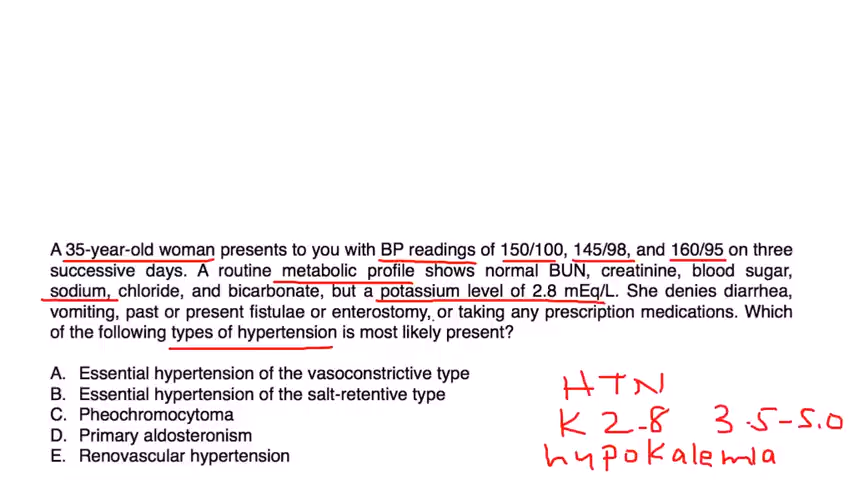 A 35-year-old woman presents to you with BP readings of 150/100, 145/98, and 160/95 on three
successive days. A routine metabolic profile shows normal BUN, creatinine, blood sugar,
sodium, chloride, and bicarbonate, but a potassium level of 2.8 mEq/L. She denies diarrhea,
vomiting, past or present fistulae or enterostomy, or taking any prescription medications. Which
of the following types of hypertension is most likely present?
A. Essential hypertension of the vasoconstrictive type
B. Essential hypertension of the salt-retentive type
C. Pheochromocytoma
D. Primary aldosteronism
E. Renovascular hypertension
HTN
K 2.8 3.5-5.0
hypokalemia